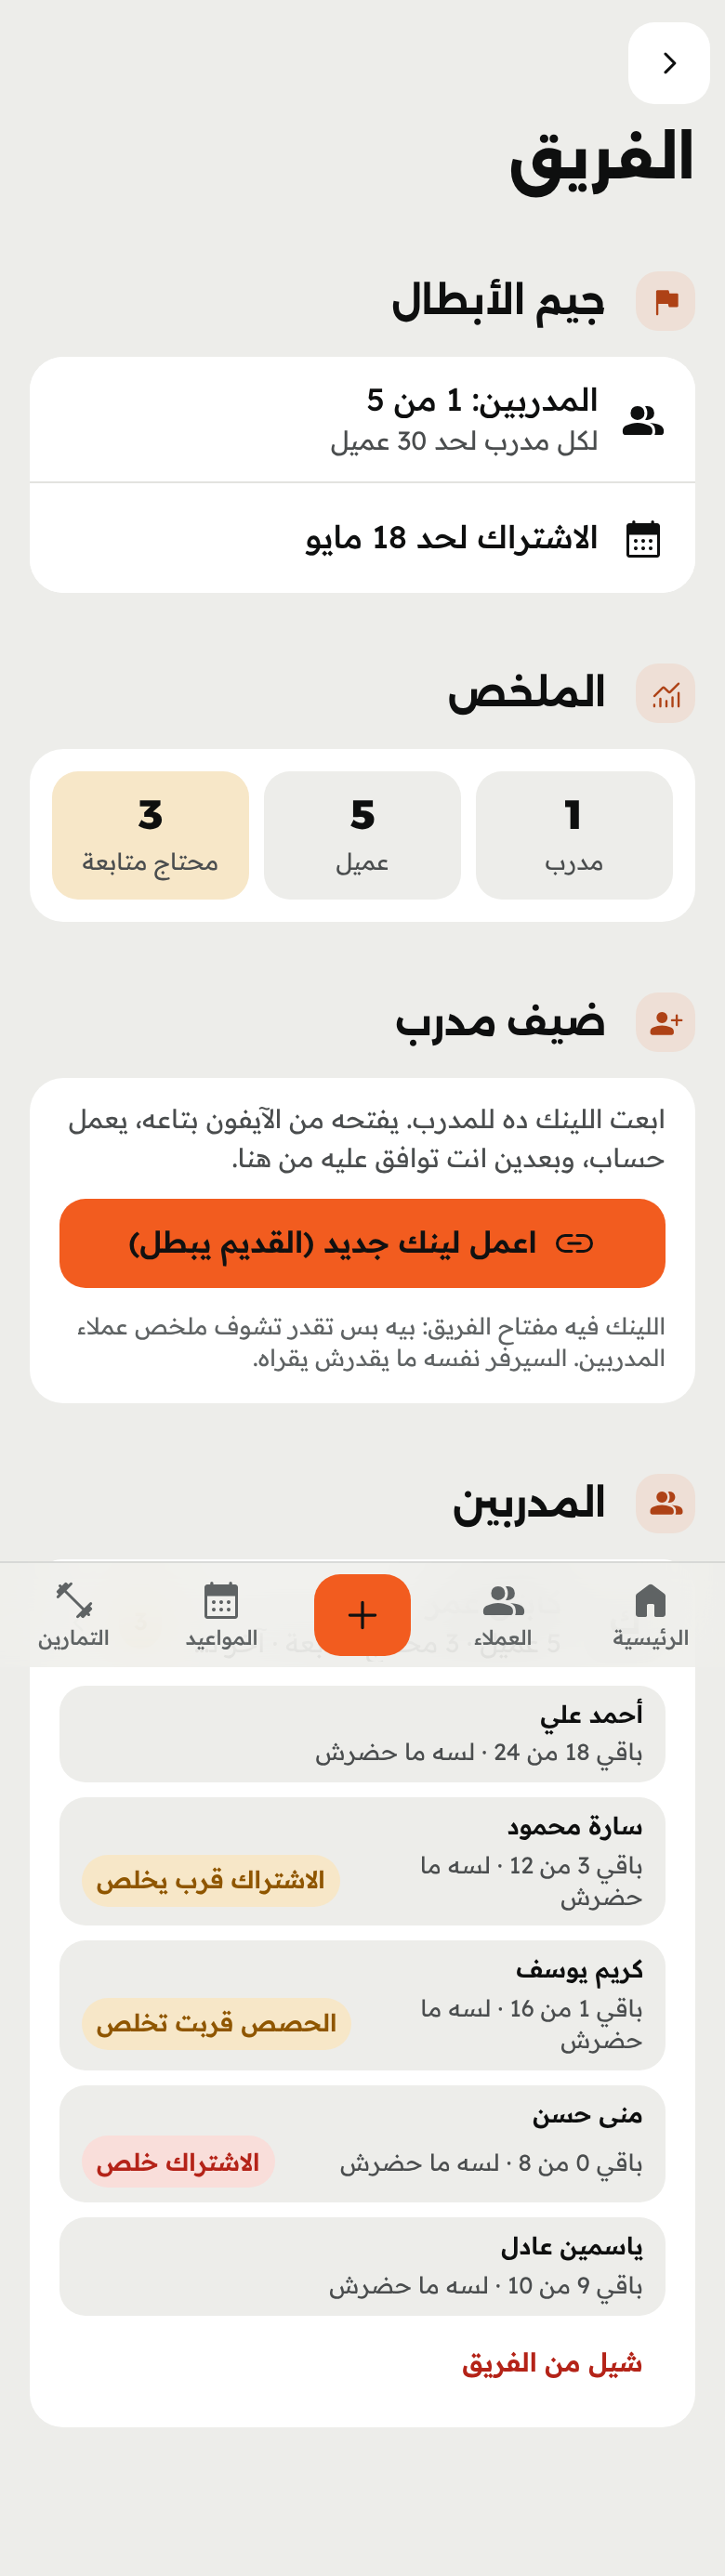 الفريق
جيم الأبطال
المدربين: 1 من 5
لكل مدرب لحد 30 عميل
الاشتراك لحد 18 مايو
الملخص
1
مدرب
5
عميل
3
محتاج متابعة
ضيف مدرب
ابعت اللينك ده للمدرب. يفتحه من الآيفون بتاعه، يعمل
حساب، وبعدين انت توافق عليه من هنا.
اعمل لينك جديد (القديم يبطل)
اللينك فيه مفتاح الفريق: بيه بس تقدر تشوف ملخص عملاء
المدربين. السيرفر نفسه ما يقدرش يقراه.
المدربين
الرئيسية
العملاء
المواعيد
التمارين
أحمد علي
باقي 18 من 24 · لسه ما حضرش
سارة محمود
باقي 3 من 12 · لسه ما
حضرش
الاشتراك قرب يخلص
كريم يوسف
باقي 1 من 16 · لسه ما
حضرش
الحصص قربت تخلص
منى حسن
باقي 0 من 8 · لسه ما حضرش
الاشتراك خلص
ياسمين عادل
باقي 9 من 10 · لسه ما حضرش
شيل من الفريق